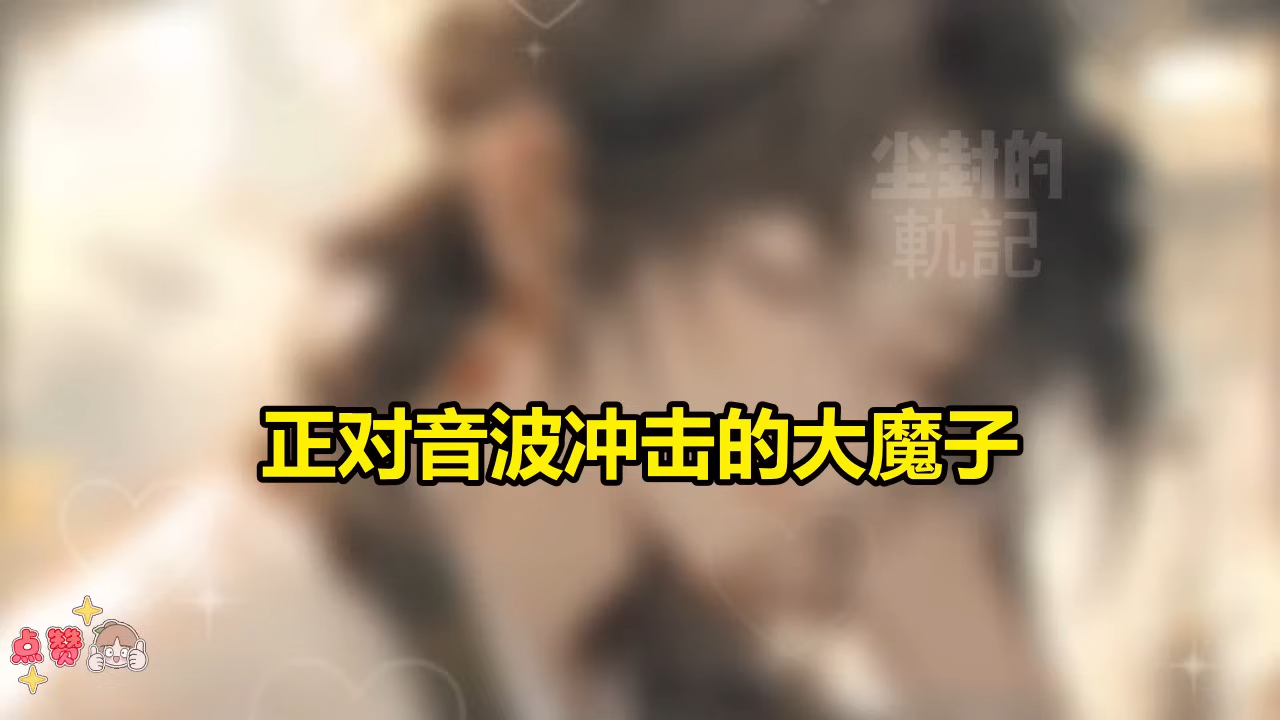 尘封的
軌記
正对音波冲击的大魔子
点赞